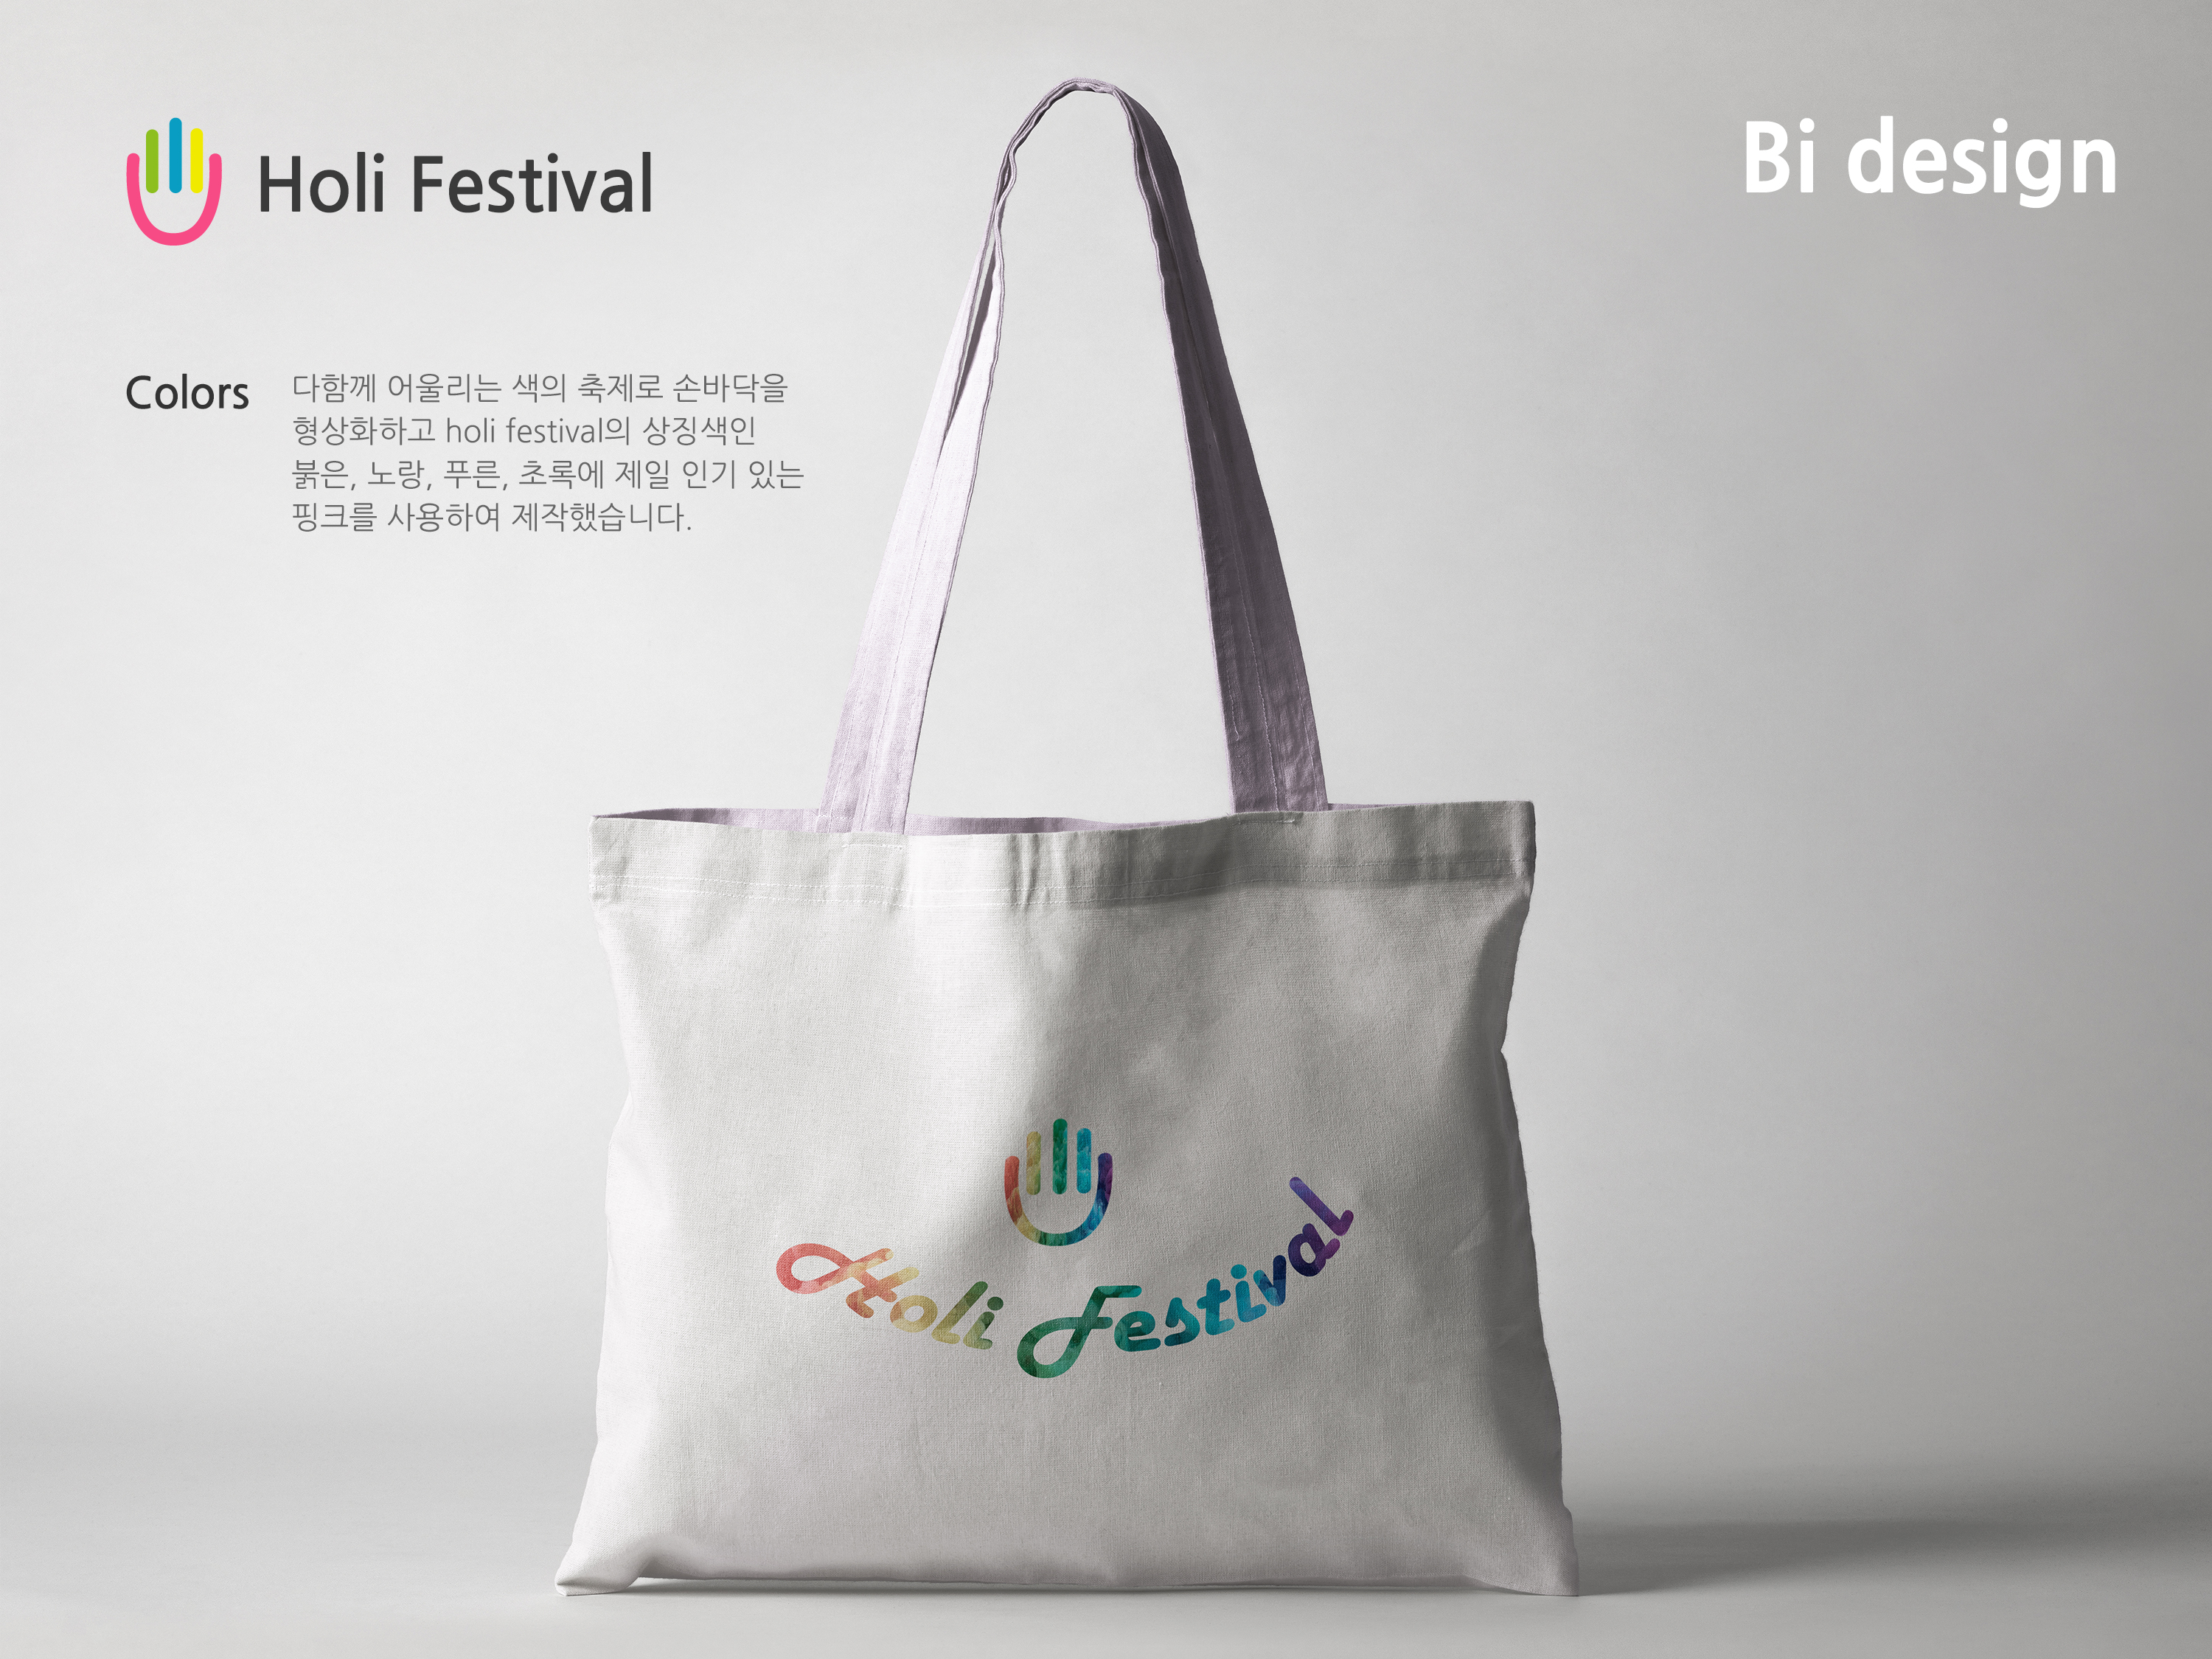 Holi Festival
Bi design
Colors
다함께 어울리는 색의 축제로 손바닥을
형상화하고 holi festival의 상징색인
붉은, 노랑, 푸른, 초록에 제일 인기 있는
핑크를 사용하여 제작했습니다.
Holi Festival